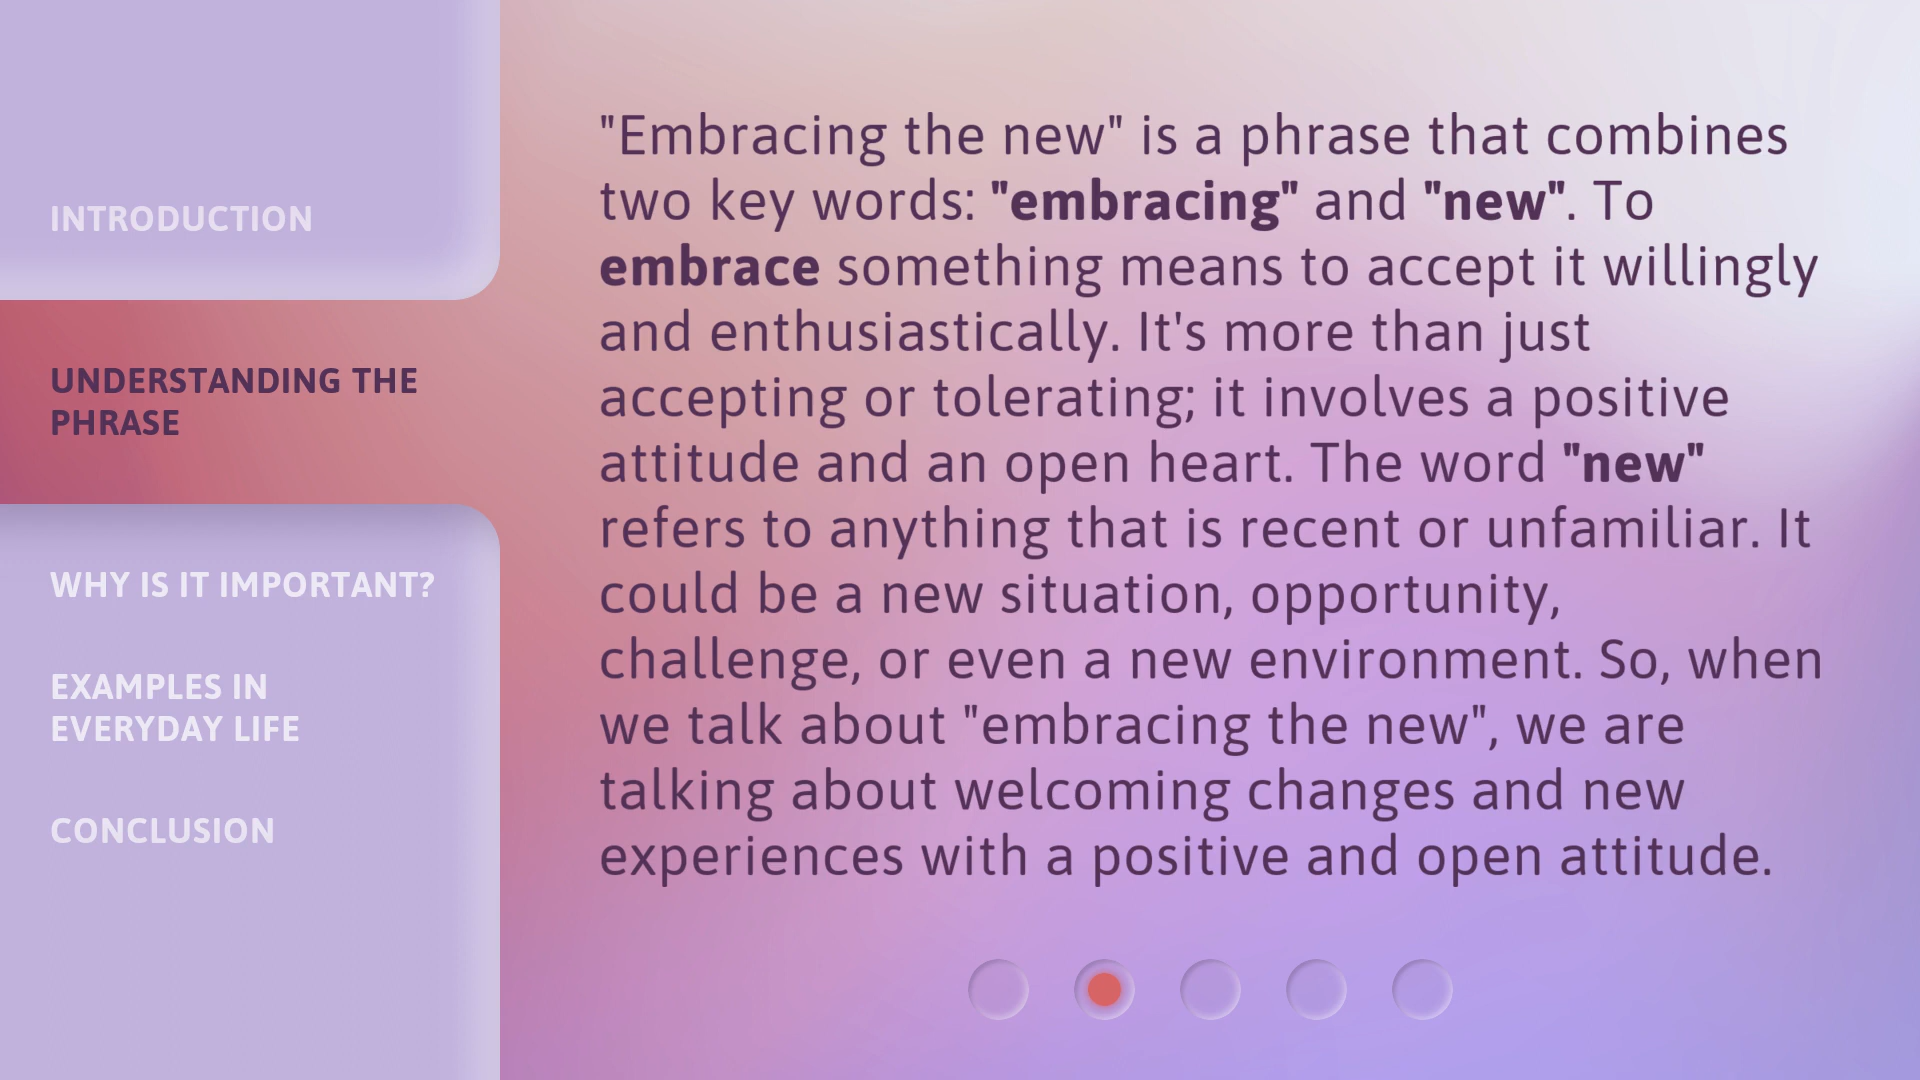 INTRODUCTION
UNDERSTANDING THE
PHRASE
WHY IS IT IMPORTANT?
EXAMPLES IN
EVERYDAY LIFE
CONCLUSION
"Embracing the new" is a phrase that combines
two key words: "embracing" and "new". To
embrace something means to accept it willingly
and enthusiastically. It's more than just
accepting or tolerating; it involves a positive
attitude and an open heart. The word "new"
refers to anything that is recent or unfamiliar. It
could be a new situation, opportunity,
challenge, or even a new environment. So, when
we talk about "embracing the new", we are
talking about welcoming changes and new
experiences with a positive and open attitude.